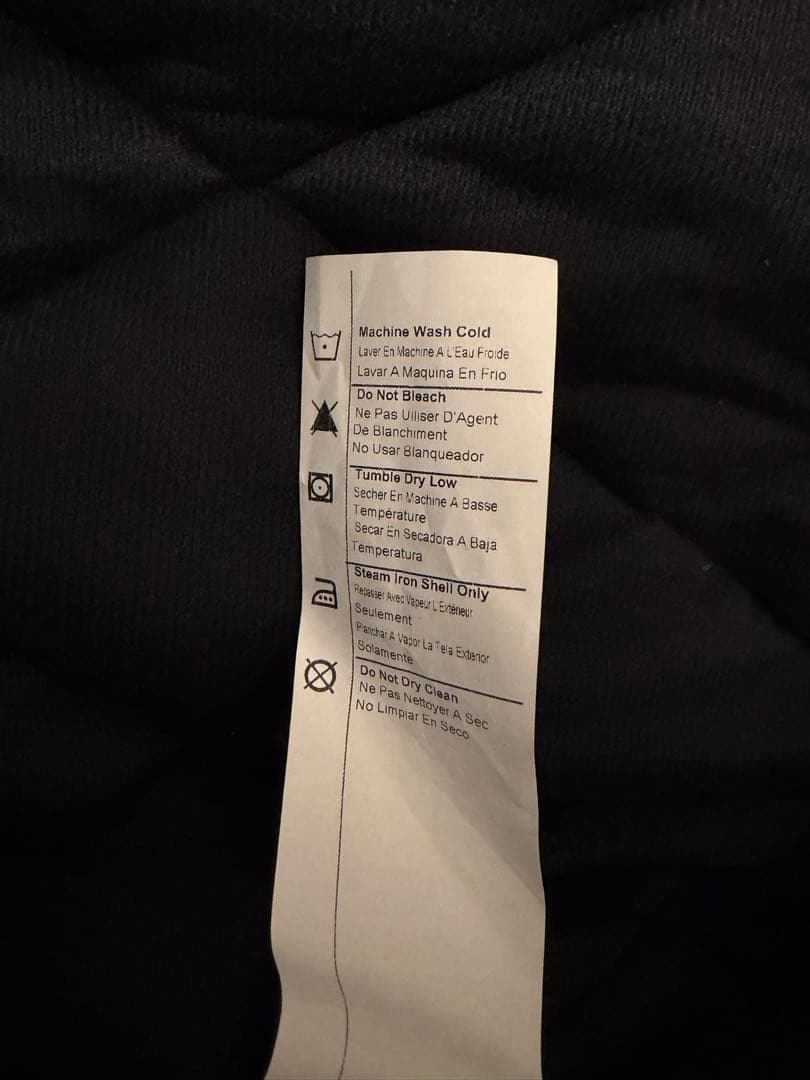 Machine Wash Cold
Laver En Machine A L'Eau Froide
Lavar A Maquina En Frio
Do Not Bleach
Ne Pas Utiliser D'Agent
De Blanchiment
No Usar Blanqueador
Tumble Dry Low
Secher En Machine A Basse
Température
Secar En Secadora A Baja
Temperatura
Steam Iron Shell Only
Repasser Avec Vapeur L'Extérieur
Seulement
Planchar A Vapor La Tela Exterior
Solamente
Do Not Dry Clean
Ne Pas Nettoyer A Sec
No Limpiar En Seco